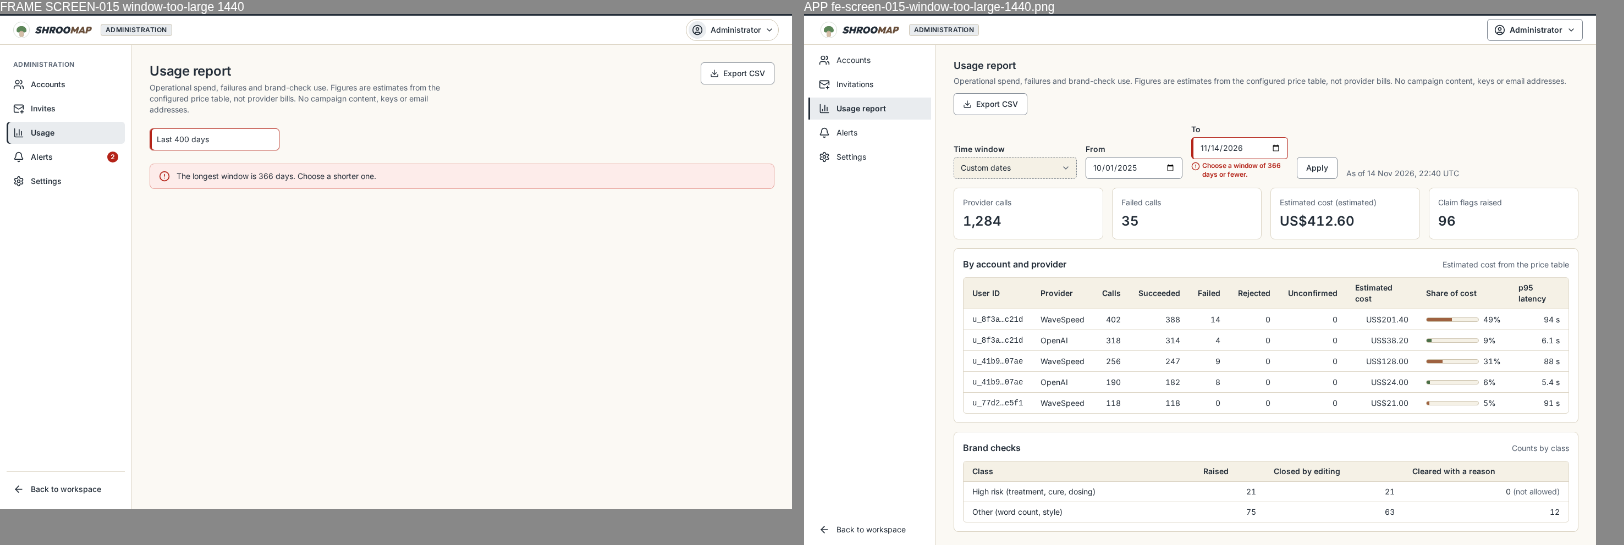 FRAME SCREEN-015 window-too-large 1440
SHROOMAP
ADMINISTRATION
Administrator
ADMINISTRATION
Accounts
Invites
Usage
Alerts
2
Settings
Back to workspace
Usage report
Export CSV
Operational spend, failures and brand-check use. Figures are estimates from the
configured price table, not provider bills. No campaign content, keys or email
addresses.
Last 400 days
The longest window is 366 days. Choose a shorter one.
APP fe-screen-015-window-too-large-1440.png
SHROOMAP
ADMINISTRATION
Administrator
Accounts
Invitations
Usage report
Alerts
Settings
Back to workspace
Usage report
Operational spend, failures and brand-check use. Figures are estimates from the configured price table, not provider bills. No campaign content, keys or email addresses.
Export CSV
Time window
Custom dates
From
10/01/2025
To
11/14/2026
Choose a window of 366
days or fewer.
Apply
As of 14 Nov 2026, 22:40 UTC
Provider calls
1,284
Failed calls
35
Estimated cost (estimated)
US$412.60
Claim flags raised
96
By account and provider
Estimated cost from the price table
User ID Provider Calls Succeeded Failed Rejected Unconfirmed Estimated cost Share of cost p95 latency
u_8f3a…c21d WaveSpeed 402 388 14 0 0 US$201.40 49% 94 s
u_8f3a…c21d OpenAI 318 314 4 0 0 US$38.20 9% 6.1 s
u_41b9…07ae WaveSpeed 256 247 9 0 0 US$128.00 31% 88 s
u_41b9…07ae OpenAI 190 182 8 0 0 US$24.00 6% 5.4 s
u_77d2…e5f1 WaveSpeed 118 118 0 0 0 US$21.00 5% 91 s
Brand checks
Counts by class
Class Raised Closed by editing Cleared with a reason
High risk (treatment, cure, dosing) 21 21 0 (not allowed)
Other (word count, style) 75 63 12